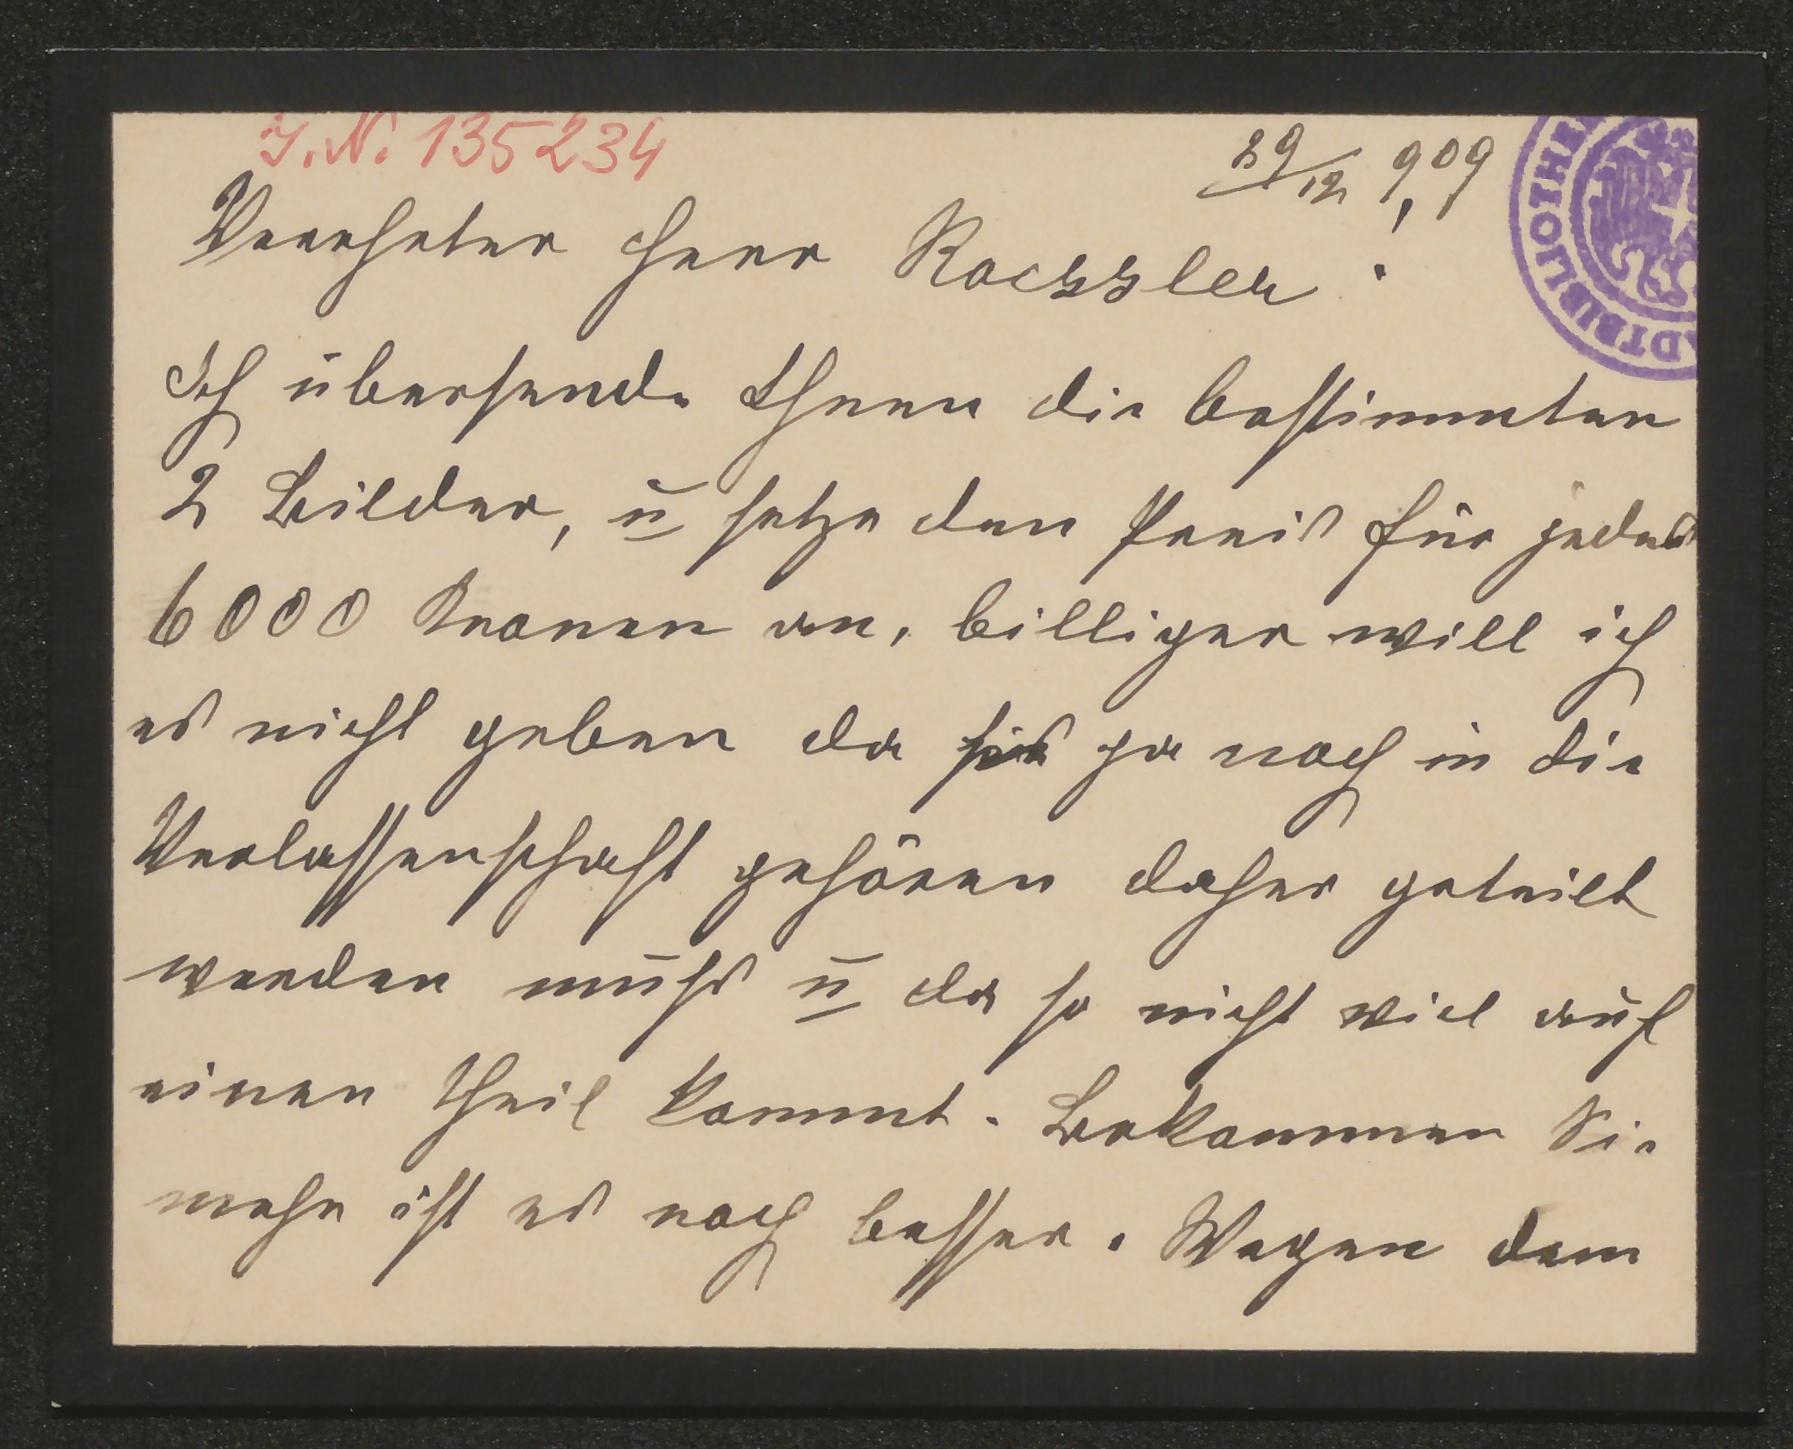 J.N. 135234
29/12 909
Verehrter Herr Roessler!
Ich übersende Ihnen die bestimmten
2 Bilder, u setze den Preis für jedes
6000 Kronen an, billiger will ich
es nicht geben da sie ja noch in die
Verlassenschaft gehören daher geteilt
werden muss u da so nicht viel auf
einen Theil kommt. Bekommen Sie
mehr ist es noch besser. Wegen dem